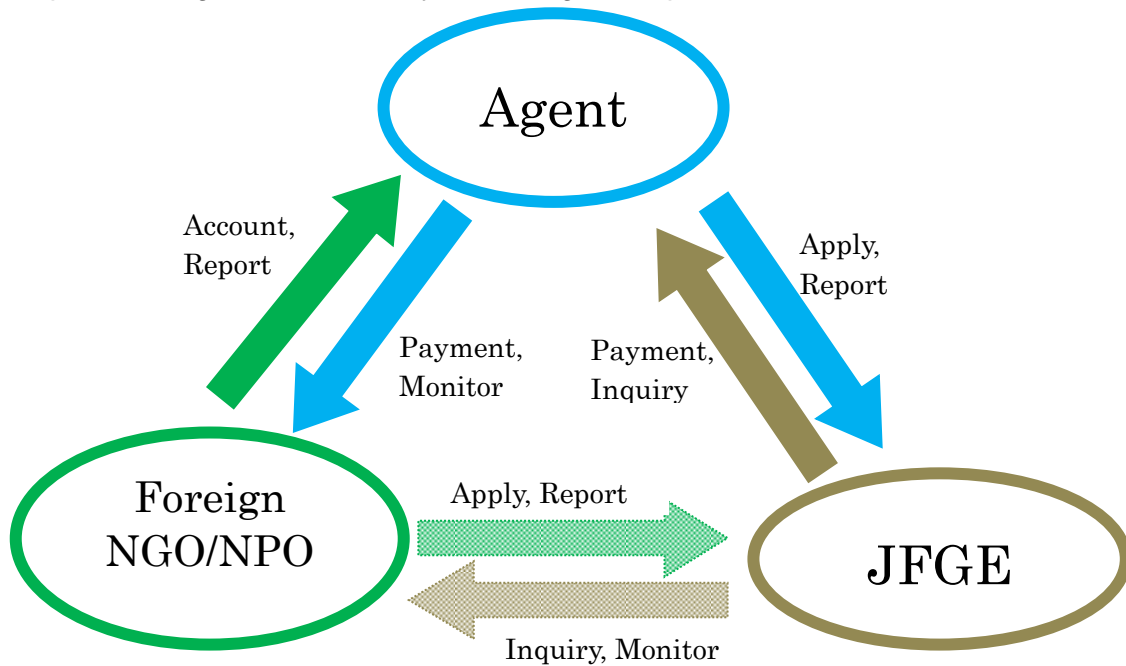 Agent
Account,
Report
Apply,
Report
Payment,
Monitor
Payment,
Inquiry
Foreign
NGO/NPO
Apply, Report
JFGE
Inquiry, Monitor